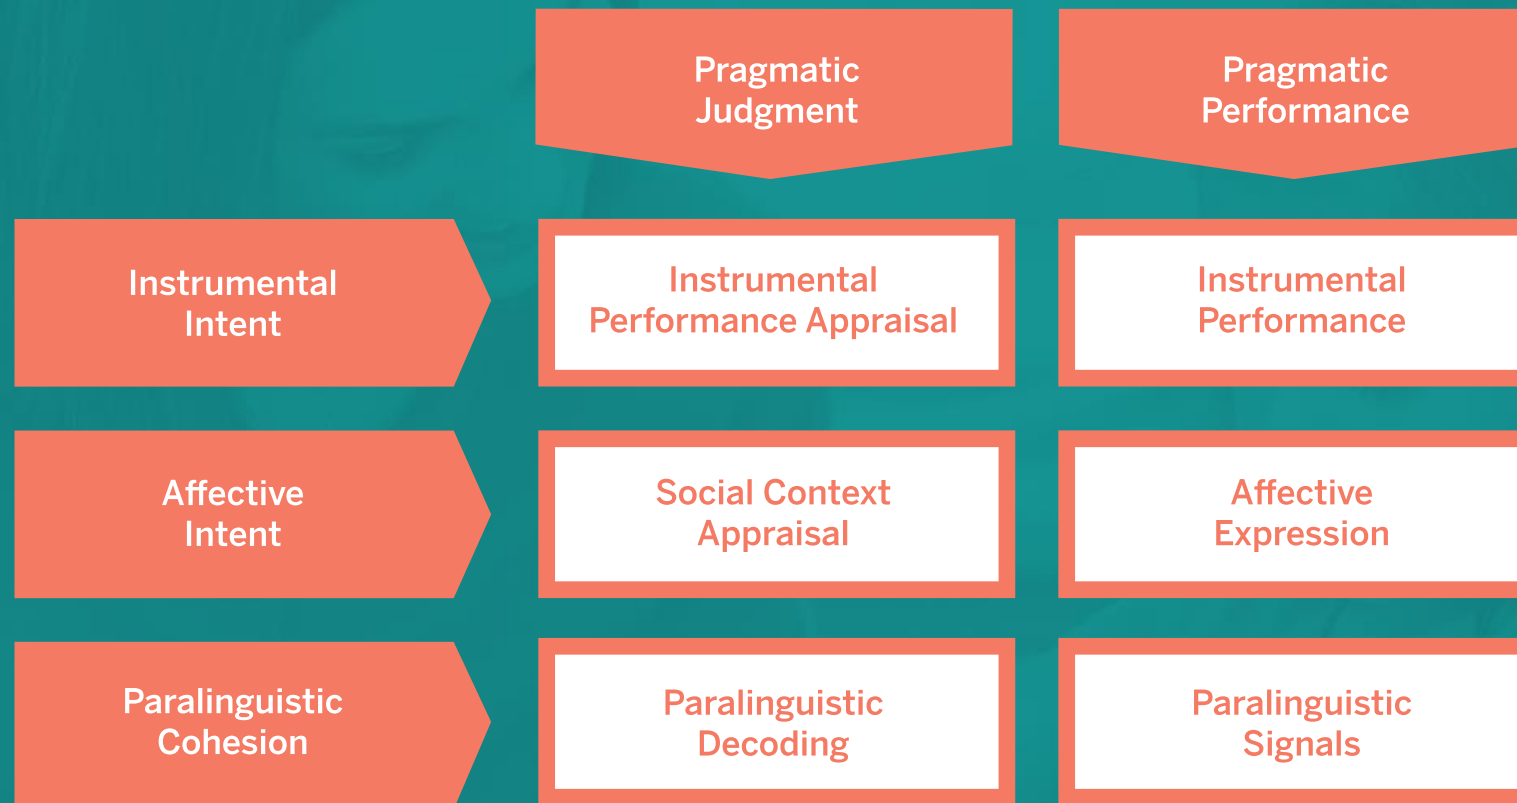 Pragmatic
Judgment
Pragmatic
Performance
Instrumental
Intent
Instrumental
Performance Appraisal
Instrumental
Performance
Affective
Intent
Social Context
Appraisal
Affective
Expression
Paralinguistic
Cohesion
Paralinguistic
Decoding
Paralinguistic
Signals